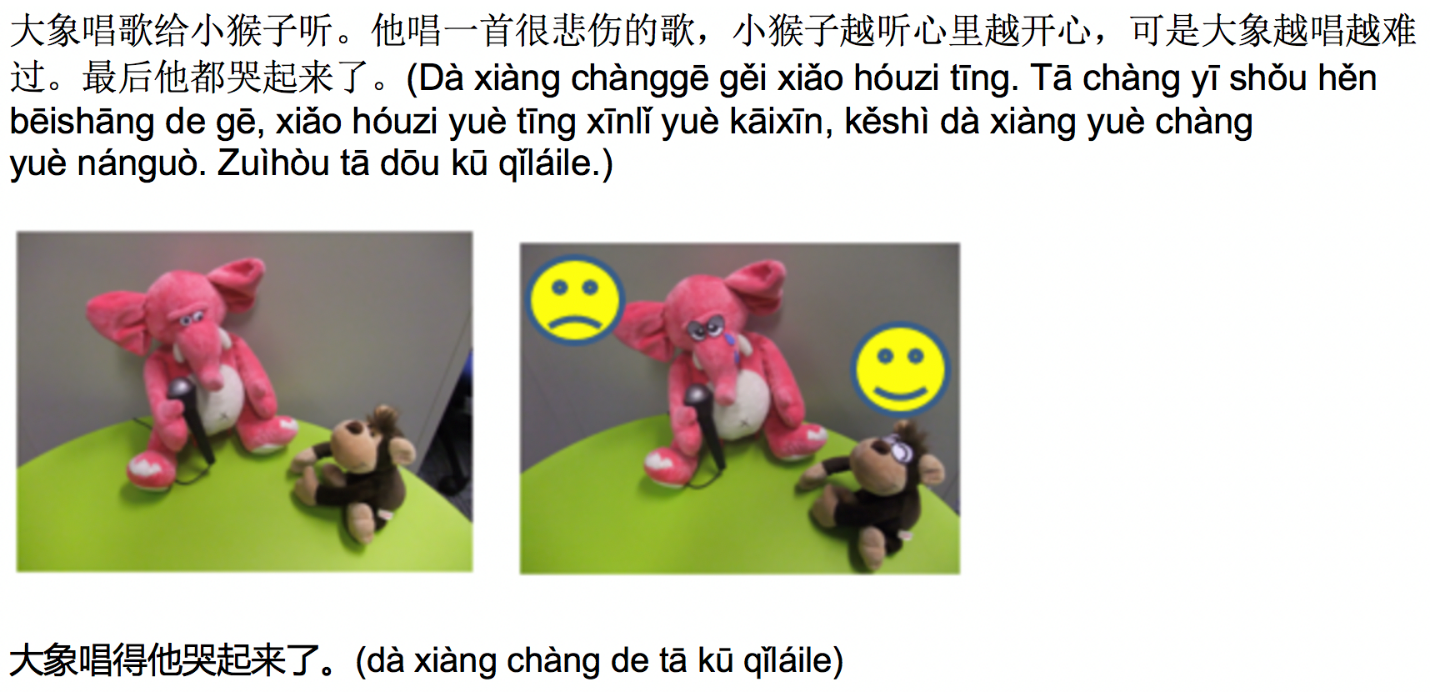 大象唱歌给小猴子听。他唱一首很悲伤的歌，小猴子越听心里越开心，可是大象越唱越难
过。最后他都哭起来了。(Dà xiàng chànggē gěi xiǎo hóuzi tīng. Tā chàng yī shǒu hěn
bēishāng de gē, xiǎo hóuzi yuè tīng xīnlǐ yuè kāixīn, kěshì dà xiàng yuè chàng
yuè nánguò. Zuìhòu tā dōu kū qǐláile.)
大象唱得他哭起来了。(dà xiàng chàng de tā kū qǐláile)